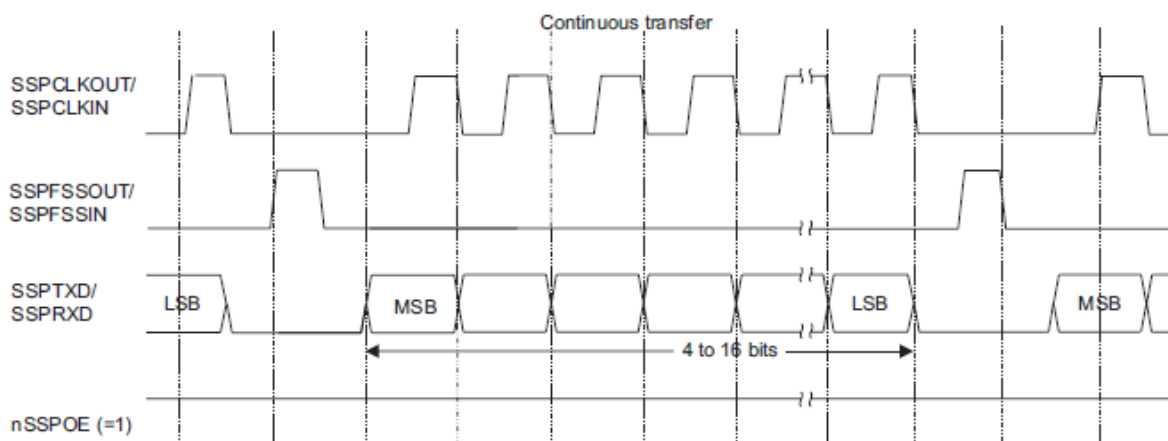 Continuous transfer
SSPCLKOUT/
SSPCLKIN
SSPFSSOUT/
SSPFSSIN
SSPTXD/
SSPRXD
LSB
MSB
LSB
MSB
4 to 16 bits
nSSPOE (=1)